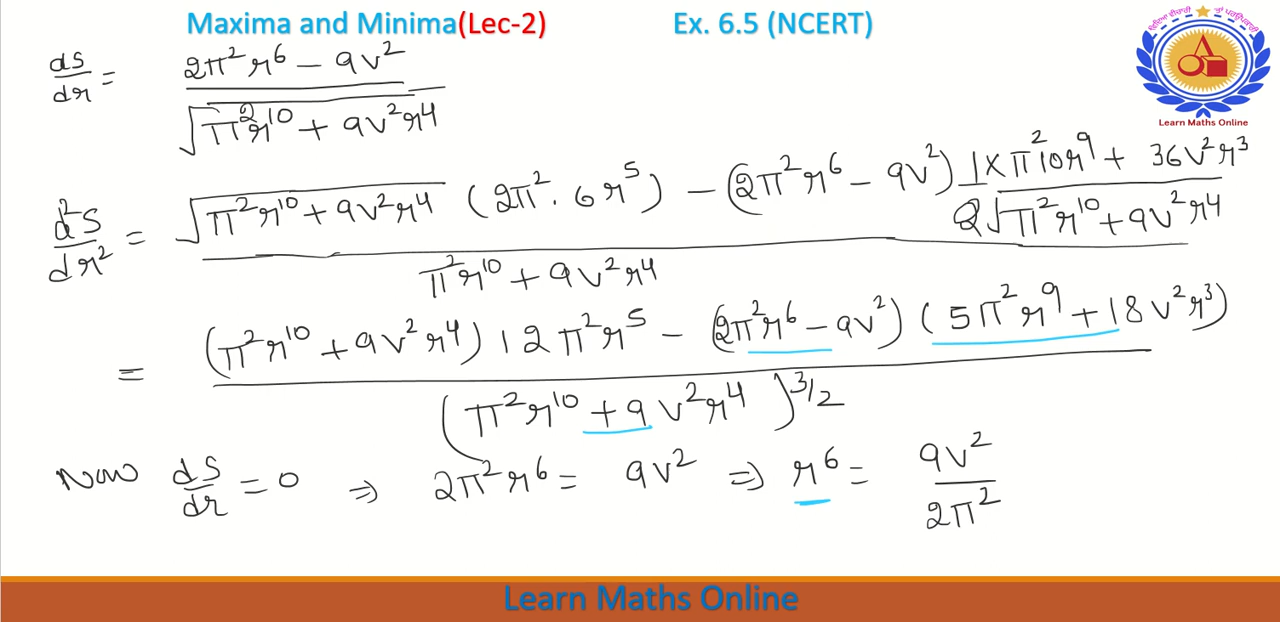 Maxima and Minima(Lec-2) Ex. 6.5 (NCERT)
Learn Maths Online
dS/dr = (2π²r⁶ − 9v²) / √(π²r¹⁰ + 9v²r⁴)
d²S/dr² = [√(π²r¹⁰ + 9v²r⁴) (2π² · 6r⁵) − (2π²r⁶ − 9v²) (1 × π²10r⁹ + 36v²r³) / (2√(π²r¹⁰ + 9v²r⁴))] / (π²r¹⁰ + 9v²r⁴)
= [(π²r¹⁰ + 9v²r⁴) 12π²r⁵ − (2π²r⁶ − 9v²) (5π²r⁹ + 18v²r³)] / (π²r¹⁰ + 9v²r⁴)^3/2
Now dS/dr = 0 ⇒ 2π²r⁶ = 9v² ⇒ r⁶ = 9v²/2π²
Learn Maths Online